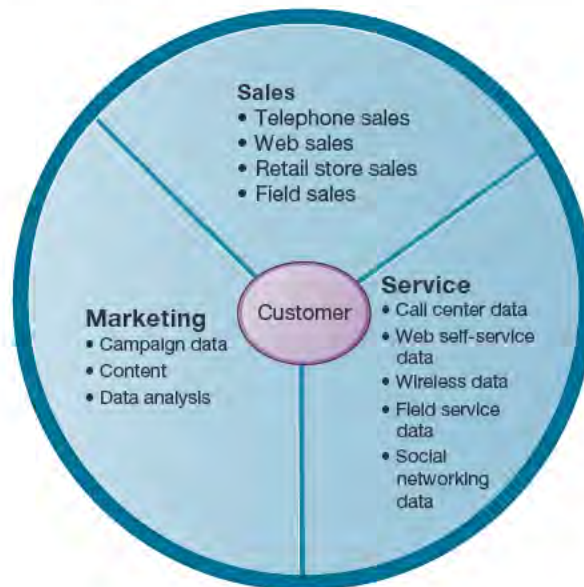 Sales
• Telephone sales
• Web sales
• Retail store sales
• Field sales
Customer
Marketing
• Campaign data
• Content
• Data analysis
Service
• Call center data
• Web self-service
data
• Wireless data
• Field service
data
• Social
networking
data